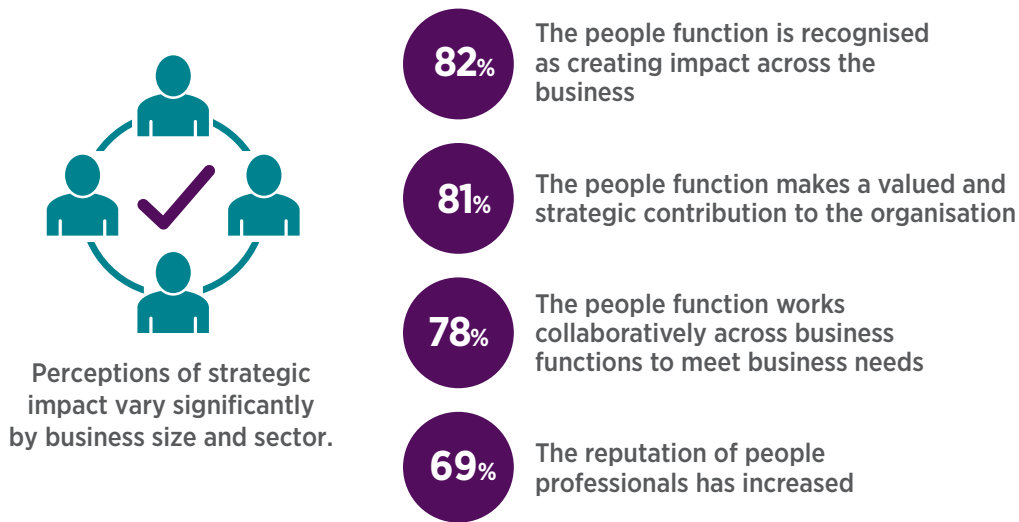 82%
The people function is recognised
as creating impact across the
business
81%
The people function makes a valued and
strategic contribution to the organisation
78%
The people function works
collaboratively across business
functions to meet business needs
69%
The reputation of people
professionals has increased
Perceptions of strategic
impact vary significantly
by business size and sector.